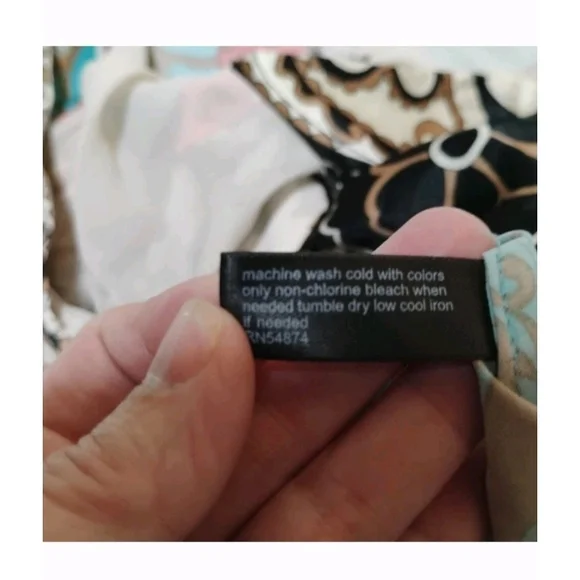 machine wash cold with colors
only non-chlorine bleach when
needed tumble dry low cool iron
if needed
RN54874